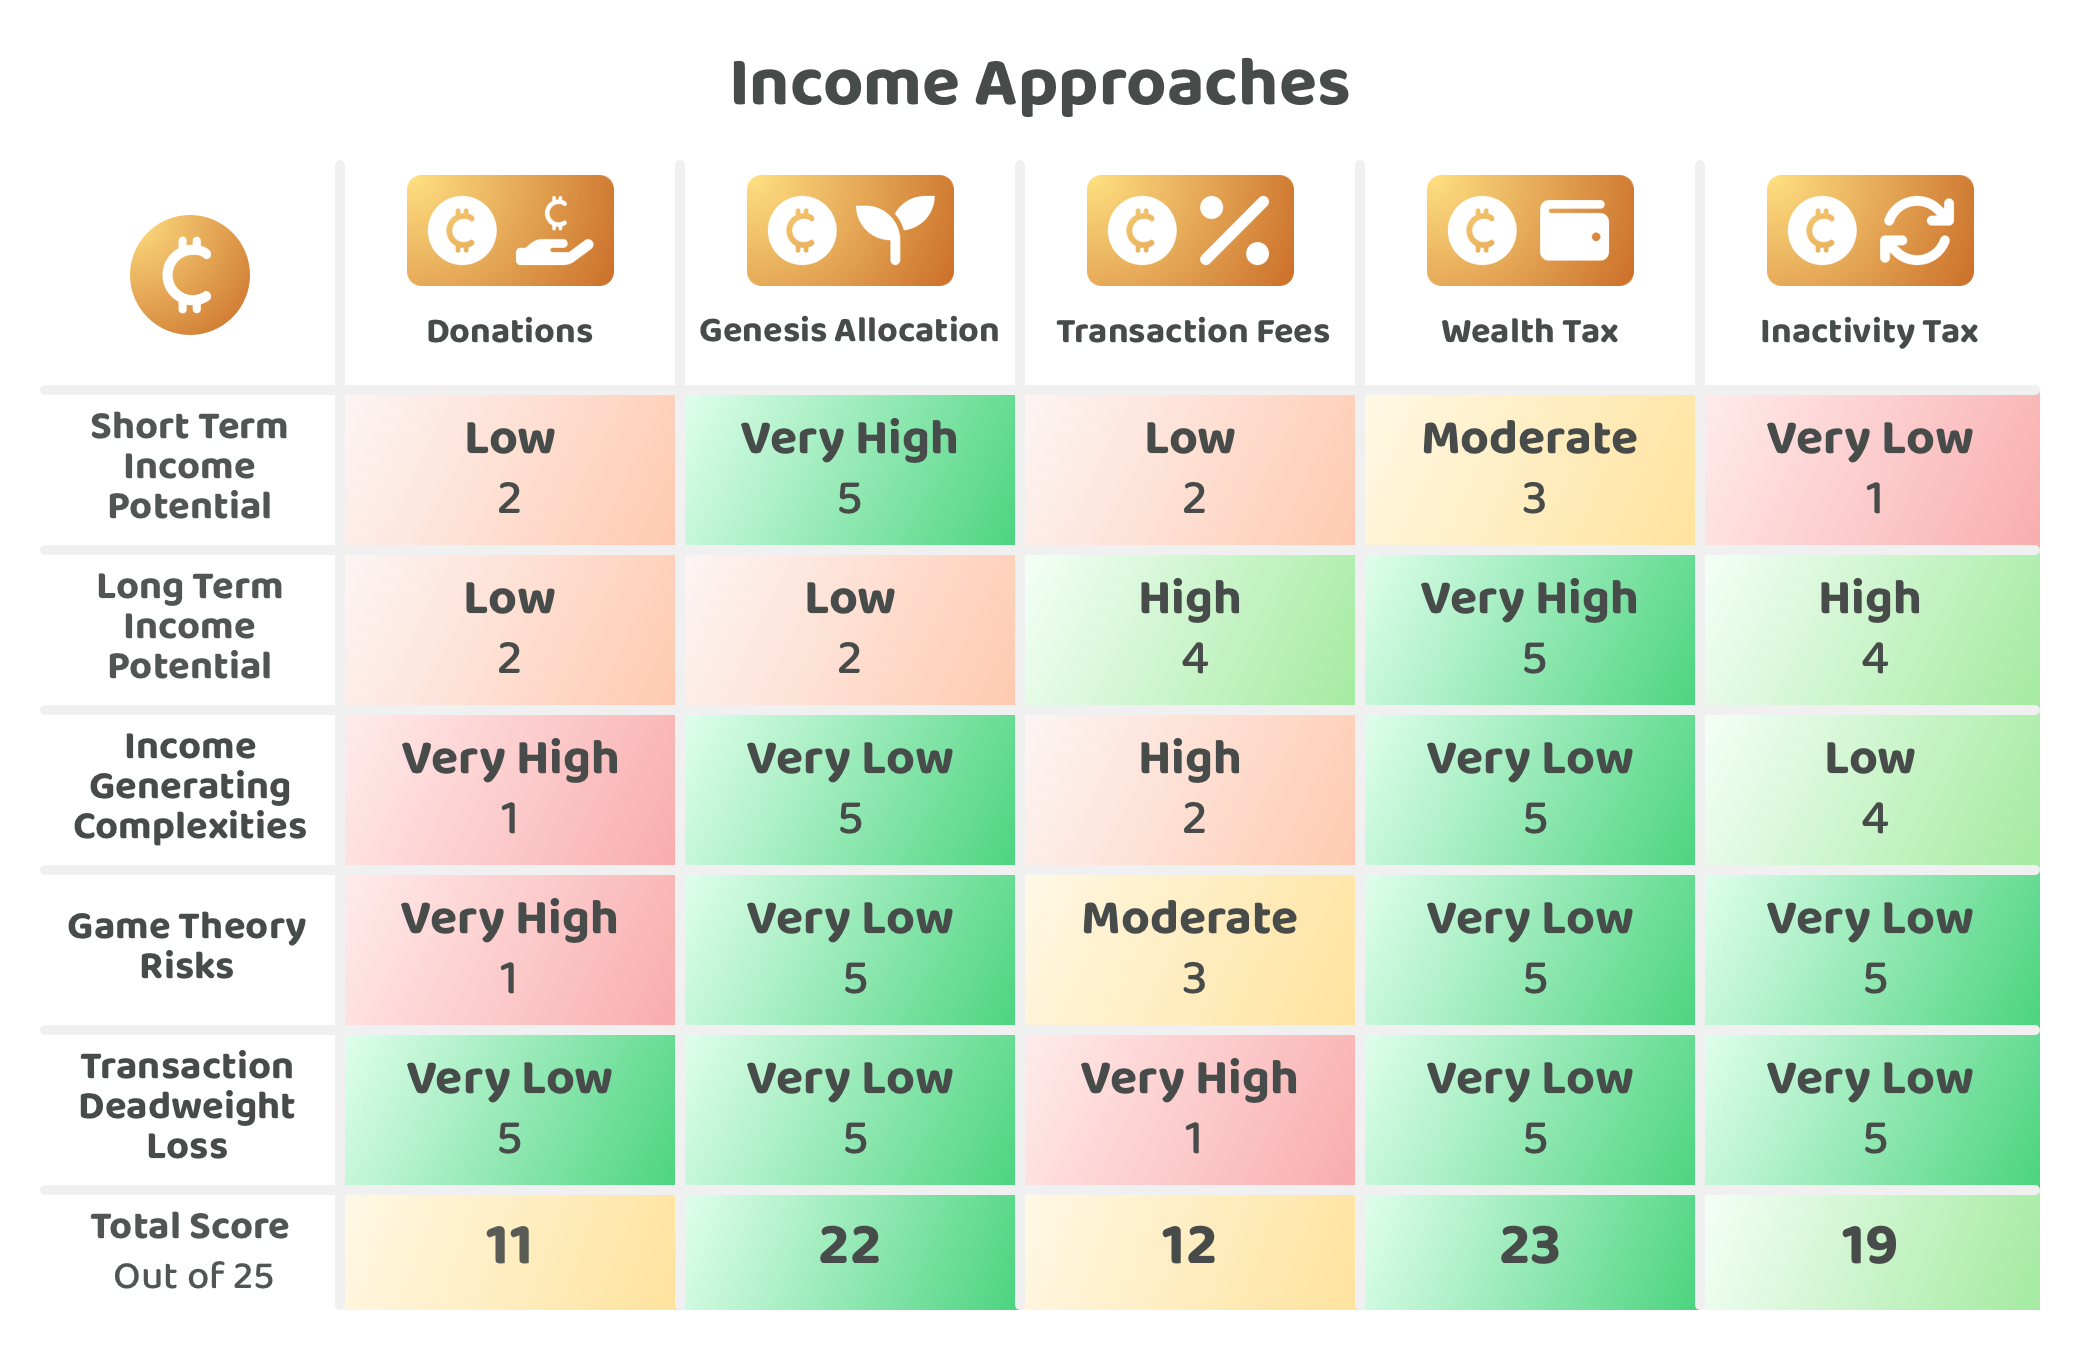 Income Approaches
Donations
Genesis Allocation
Transaction Fees
Wealth Tax
Inactivity Tax
Short Term
Income
Potential
Low
2
Very High
5
Low
2
Moderate
3
Very Low
1
Long Term
Income
Potential
Low
2
Low
2
High
4
Very High
5
High
4
Income
Generating
Complexities
Very High
1
Very Low
5
High
2
Very Low
5
Low
4
Game Theory
Risks
Very High
1
Very Low
5
Moderate
3
Very Low
5
Very Low
5
Transaction
Deadweight
Loss
Very Low
5
Very Low
5
Very High
1
Very Low
5
Very Low
5
Total Score
Out of 25
11
22
12
23
19